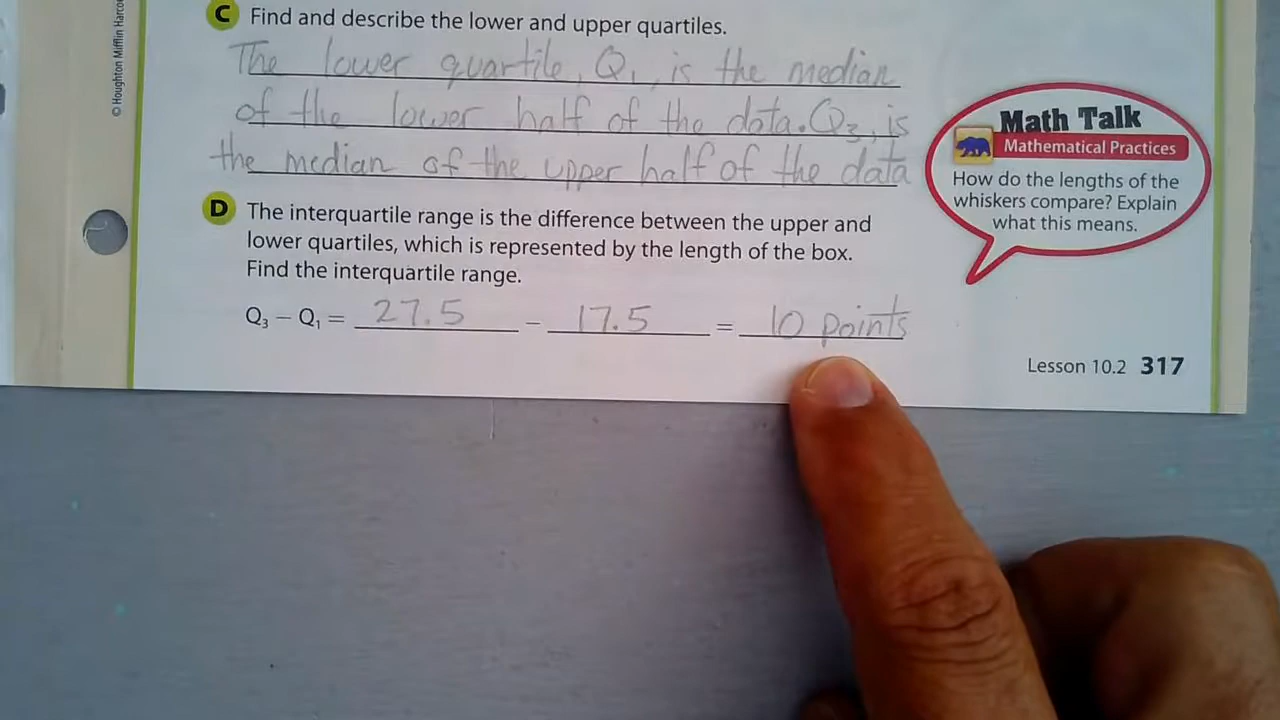 © Houghton Mifflin Harcou
C Find and describe the lower and upper quartiles.
The lower quartile, Q₁, is the median
of the lower half of the data. Q₃, is
the median of the upper half of the data
D The interquartile range is the difference between the upper and
lower quartiles, which is represented by the length of the box.
Find the interquartile range.
Q₃ − Q₁ = 27.5 − 17.5 = 10 points
Math Talk
Mathematical Practices
How do the lengths of the
whiskers compare? Explain
what this means.
Lesson 10.2 317